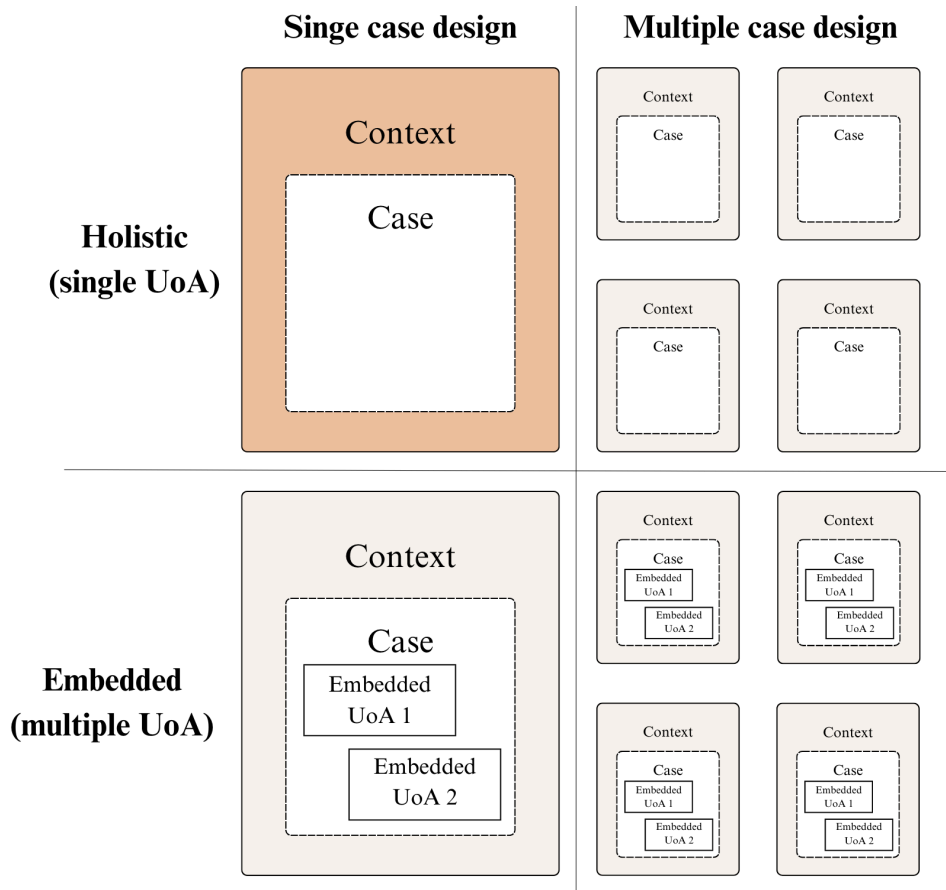 Singe case design
Multiple case design
Holistic
(single UoA)
Context
Case
Context
Case
Context
Case
Context
Case
Context
Case
Embedded
(multiple UoA)
Context
Case
Embedded
UoA 1
Embedded
UoA 2
Context
Case
Embedded
UoA 1
Embedded
UoA 2
Context
Case
Embedded
UoA 1
Embedded
UoA 2
Context
Case
Embedded
UoA 1
Embedded
UoA 2
Context
Case
Embedded
UoA 1
Embedded
UoA 2